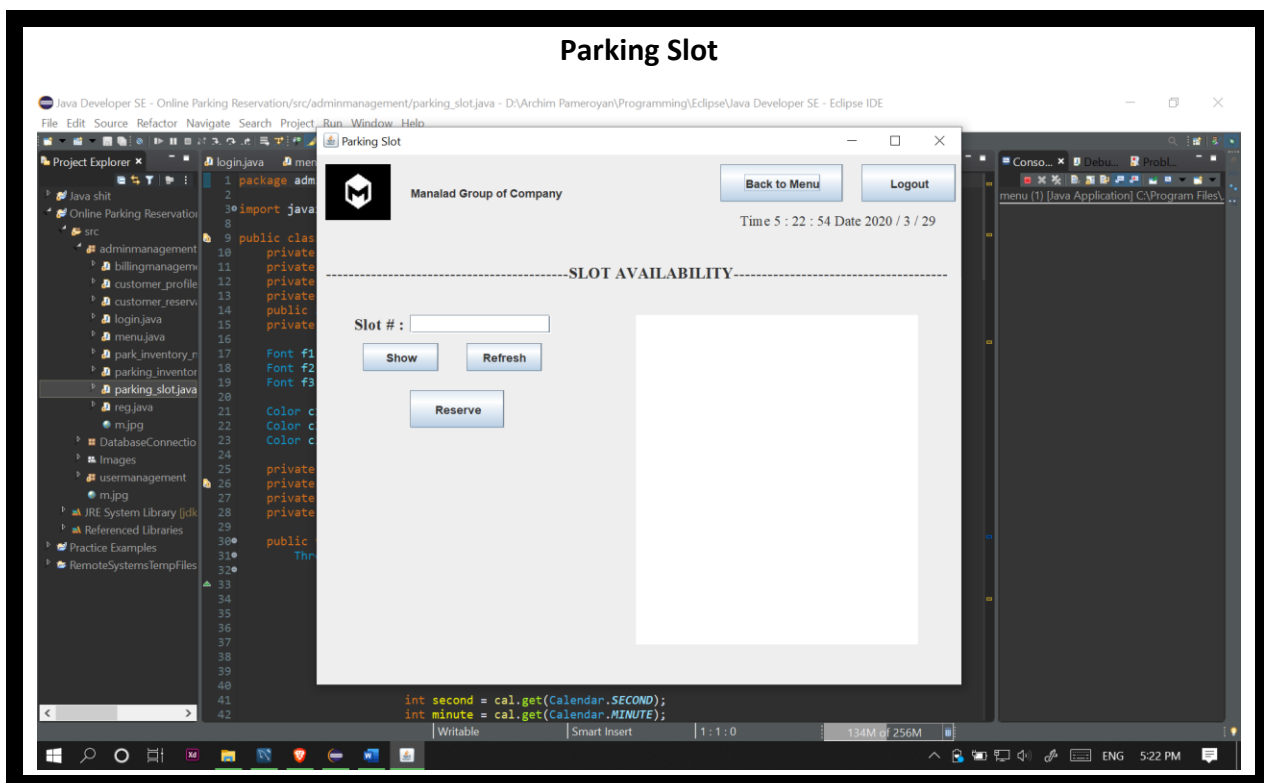 Parking Slot
Java Developer SE - Online Parking Reservation/src/adminmanagement/parking_slot.java - D:\Archim Pameroyan\Programming\Eclipse\Java Developer SE - Eclipse IDE
File Edit Source Refactor Navigate Search Project Run Window Help
Project Explorer
Java shit
Online Parking Reservatio
src
adminmanagement
billingmanagem
customer_profile
customer_reserv
login.java
menu.java
park_inventory_
parking_inventor
parking_slot.java
reg.java
m.jpg
DatabaseConnectio
Images
usermanagement
m.jpg
JRE System Library [jdk
Referenced Libraries
Practice Examples
RemoteSystemsTempFiles
login.java men
1 package adm
2
3 import java
8
9 public clas
10 private
11 private
12 private
13 private
14 public
15 private
16
17 Font f1
18 Font f2
19 Font f3
20
21 Color c
22 Color c
23 Color c
24
25 private
26 private
27 private
28 private
29
30 public
31 Thr
32
33
34
35
36
37
38
39
40
41 int second = cal.get(Calendar.SECOND);
42 int minute = cal.get(Calendar.MINUTE);
Parking Slot
Manalad Group of Company
Back to Menu Logout
Time 5 : 22 : 54 Date 2020 / 3 / 29
-------------------------------------------SLOT AVAILABILITY--------------------------------------
Slot # :
Show Refresh
Reserve
Conso... Debu... Probl...
menu (1) [Java Application] C:\Program Files\
Writable Smart Insert 1 : 1 : 0 134M of 256M
Xd
ENG 5:22 PM